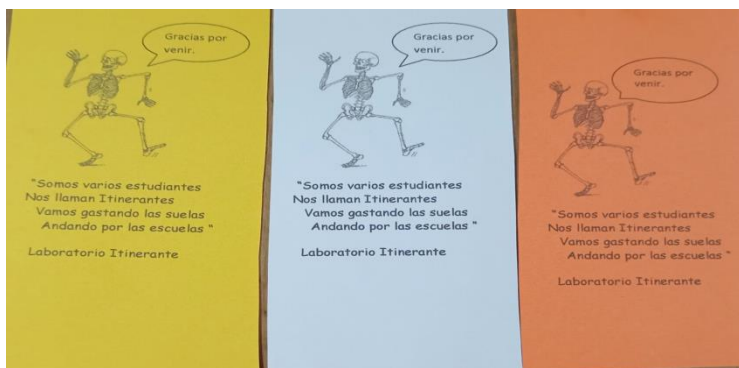 Gracias por
venir.
"Somos varios estudiantes
Nos llaman Itinerantes
Vamos gastando las suelas
Andando por las escuelas "
Laboratorio Itinerante
Gracias por
venir.
"Somos varios estudiantes
Nos llaman Itinerantes
Vamos gastando las suelas
Andando por las escuelas "
Laboratorio Itinerante
Gracias por
venir.
"Somos varios estudiantes
Nos llaman Itinerantes
Vamos gastando las suelas
Andando por las escuelas "
Laboratorio Itinerante